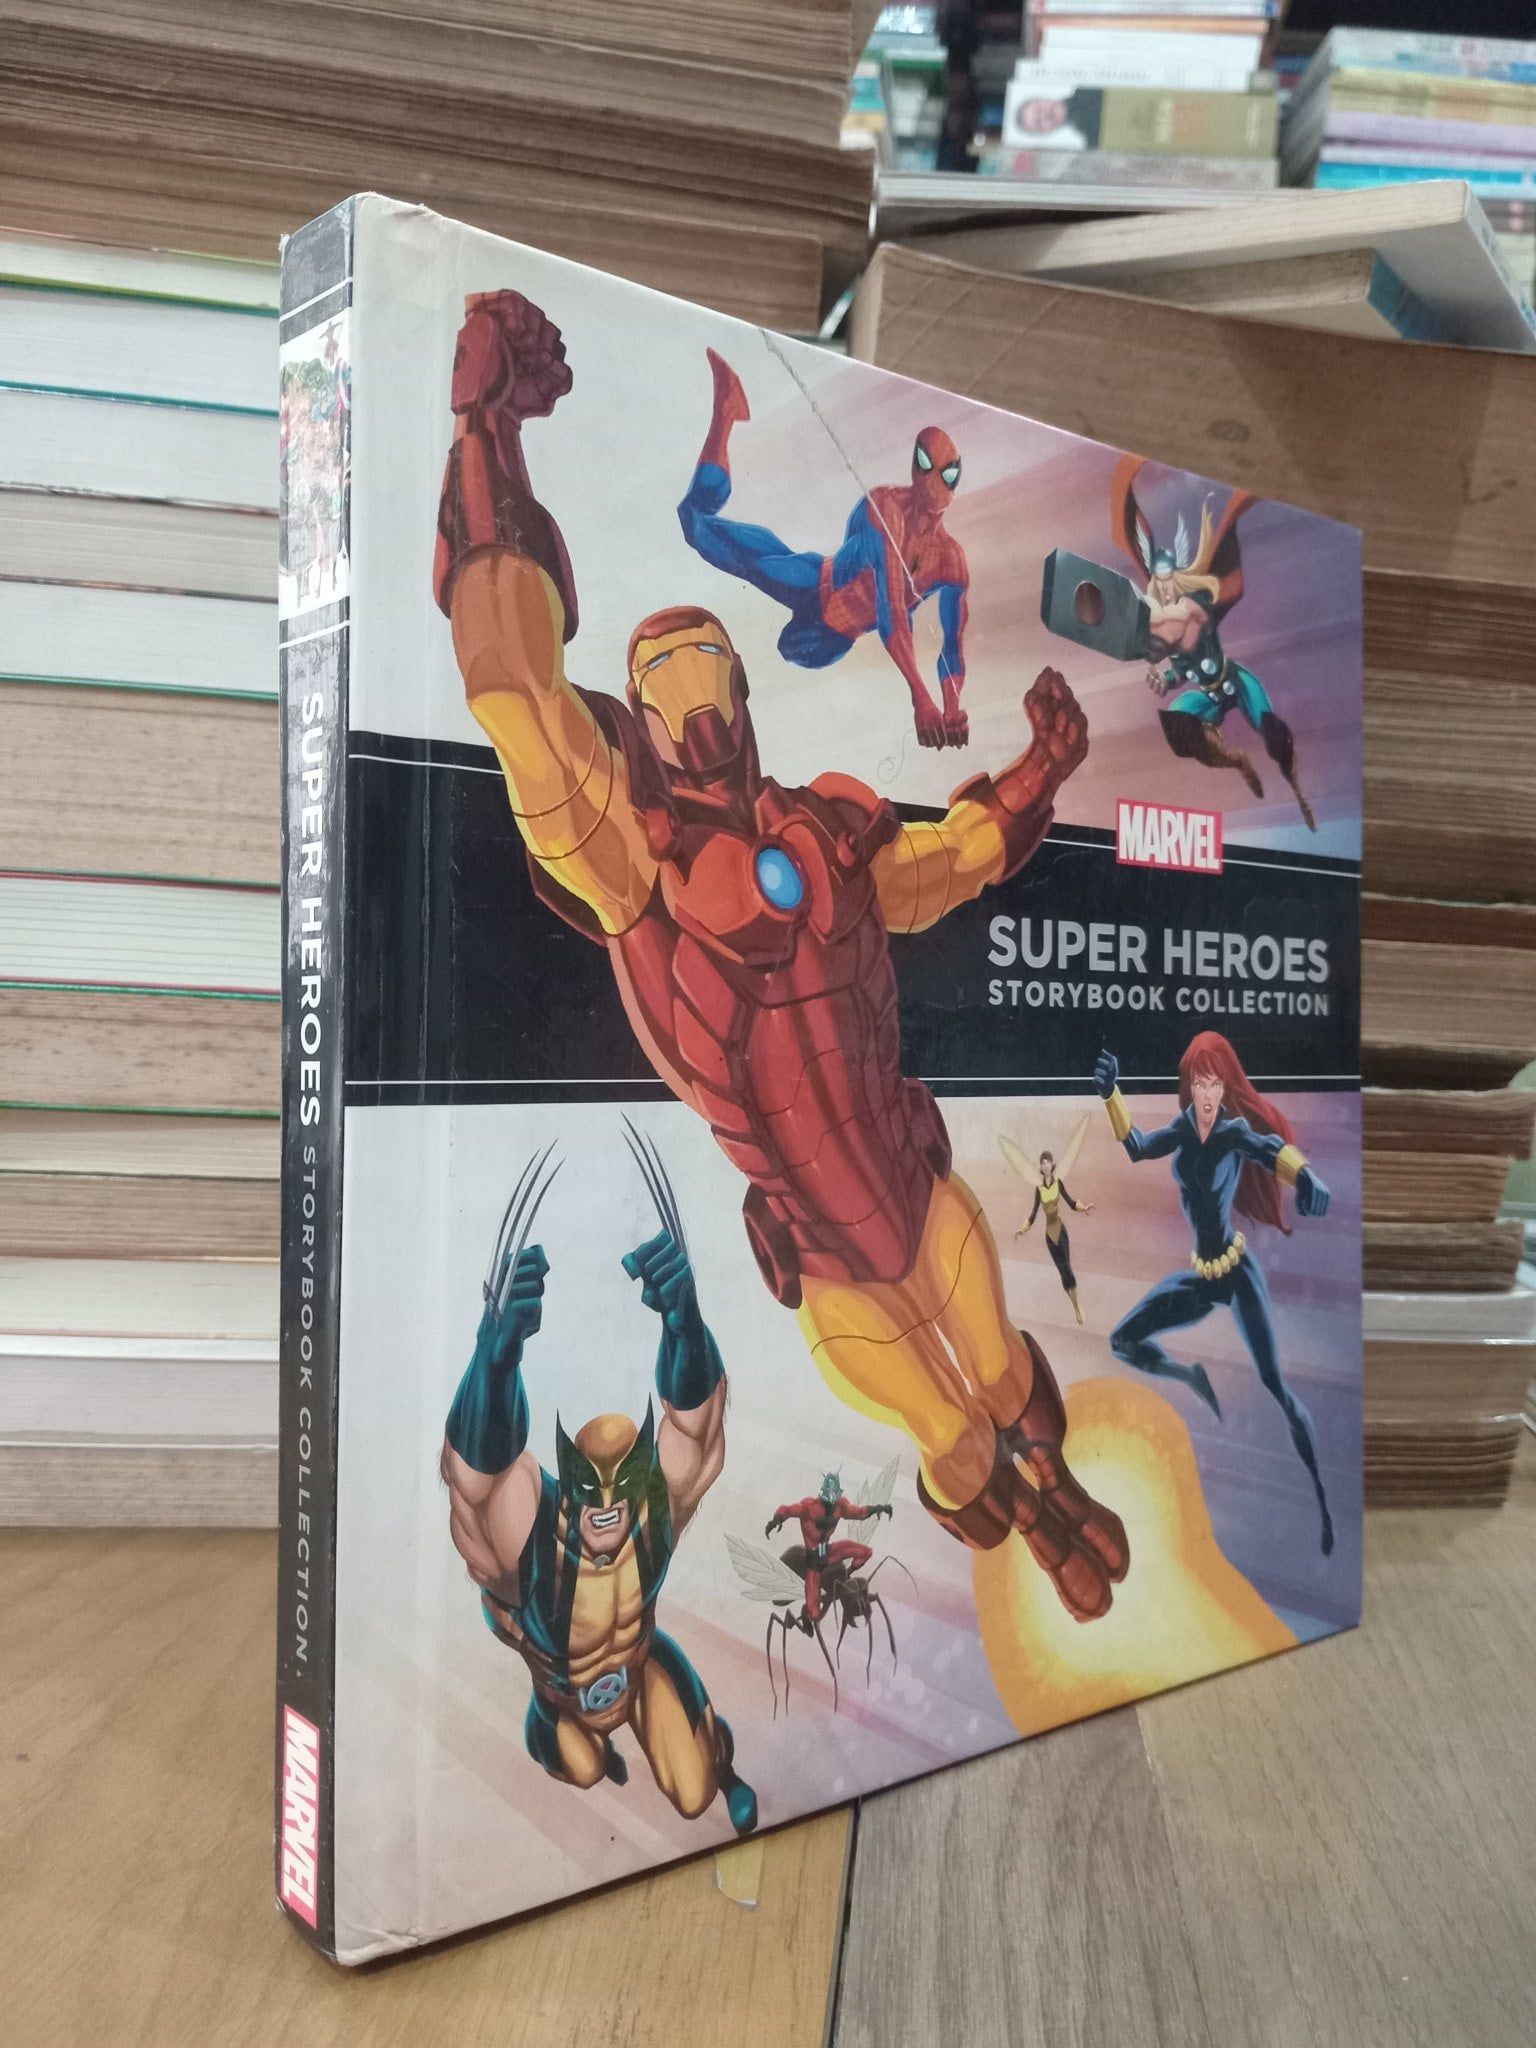 SUPER HEROES STORYBOOK COLLECTION
MARVEL
MARVEL
SUPER HEROES
STORYBOOK COLLECTION